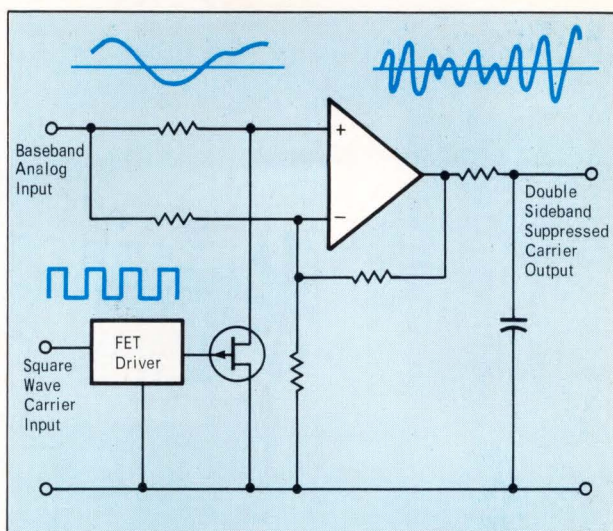 Baseband
Analog
Input
+
−
Double
Sideband
Suppressed
Carrier
Output
FET
Driver
Square
Wave
Carrier
Input